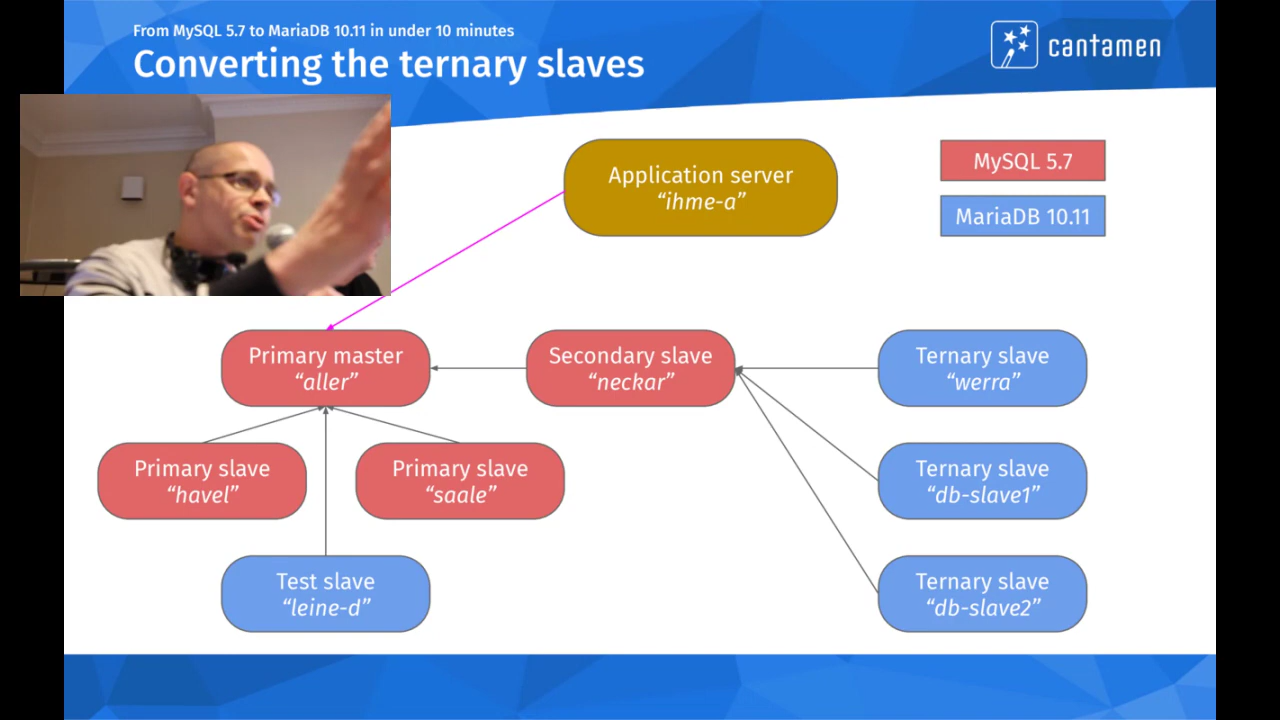 From MySQL 5.7 to MariaDB 10.11 in under 10 minutes
Converting the ternary slaves
cantamen
Application server
“ihme-a”
MySQL 5.7
MariaDB 10.11
Primary master
“aller”
Secondary slave
“neckar”
Ternary slave
“werra”
Primary slave
“havel”
Primary slave
“saale”
Ternary slave
“db-slave1”
Test slave
“leine-d”
Ternary slave
“db-slave2”